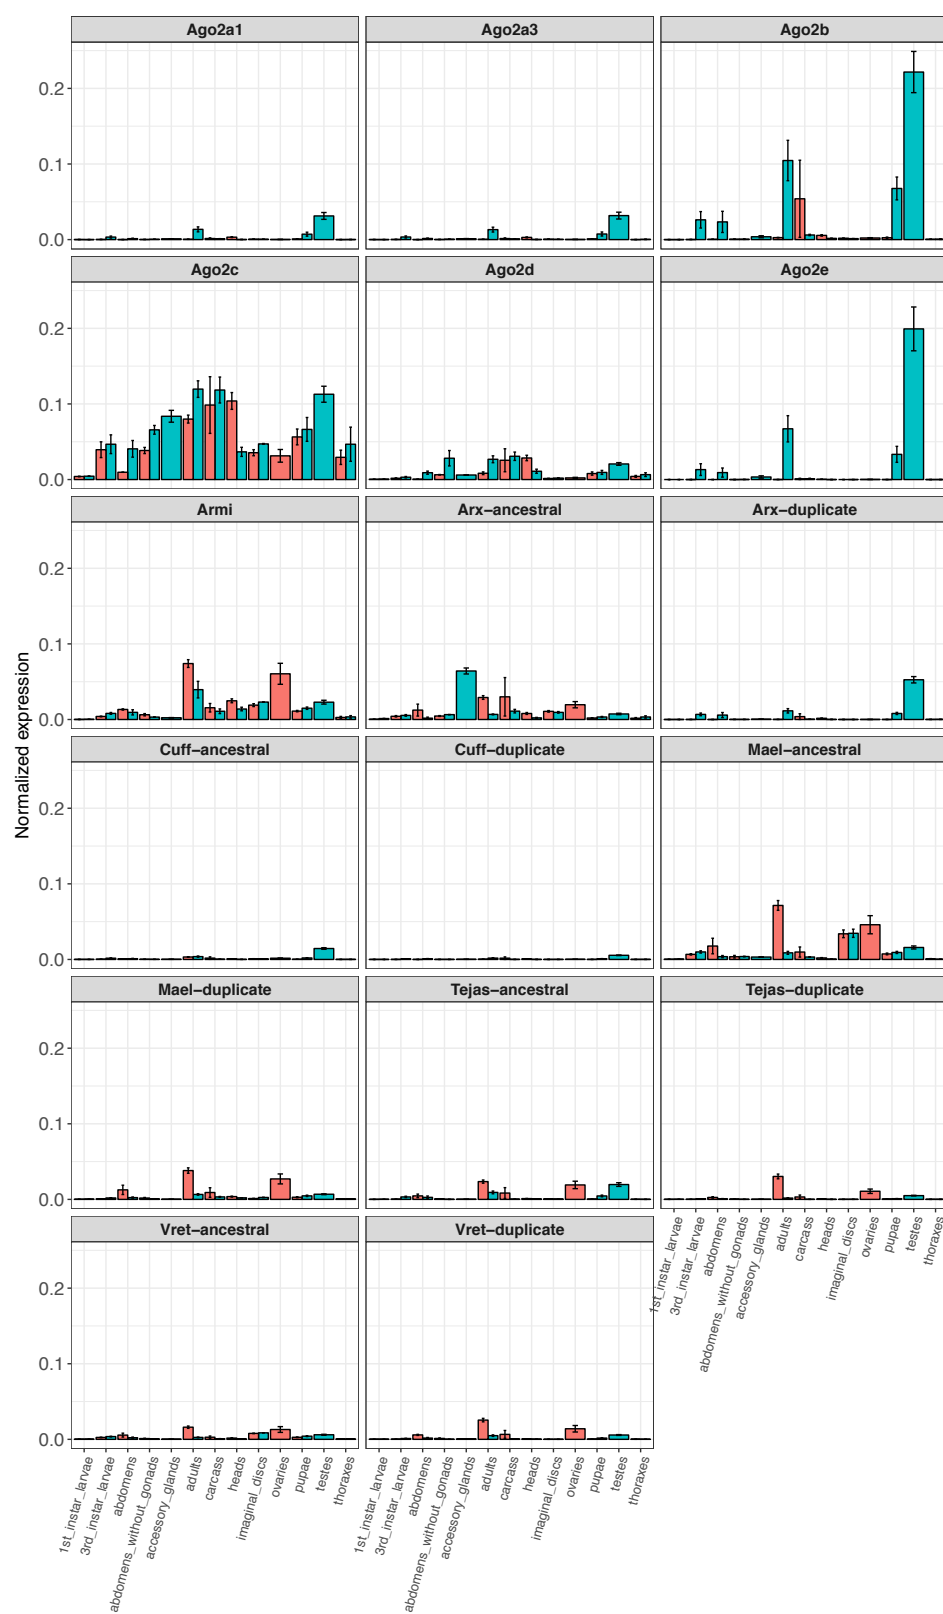 Ago2a1 Ago2a3 Ago2b
0.2
0.1
0.0
Ago2c Ago2d Ago2e
0.2
0.1
0.0
Armi Arx−ancestral Arx−duplicate
0.2
0.1
0.0
Normalized expression
Cuff−ancestral Cuff−duplicate Mael−ancestral
0.2
0.1
0.0
Mael−duplicate Tejas−ancestral Tejas−duplicate
0.2
0.1
0.0
1st_instar_larvae
3rd_instar_larvae
abdomens
abdomens_without_gonads
accessory_glands
adults
carcass
heads
imaginal_discs
ovaries
pupae
testes
thoraxes
Vret−ancestral Vret−duplicate
0.2
0.1
0.0
1st_instar_larvae
3rd_instar_larvae
abdomens
abdomens_without_gonads
accessory_glands
adults
carcass
heads
imaginal_discs
ovaries
pupae
testes
thoraxes
1st_instar_larvae
3rd_instar_larvae
abdomens
abdomens_without_gonads
accessory_glands
adults
carcass
heads
imaginal_discs
ovaries
pupae
testes
thoraxes